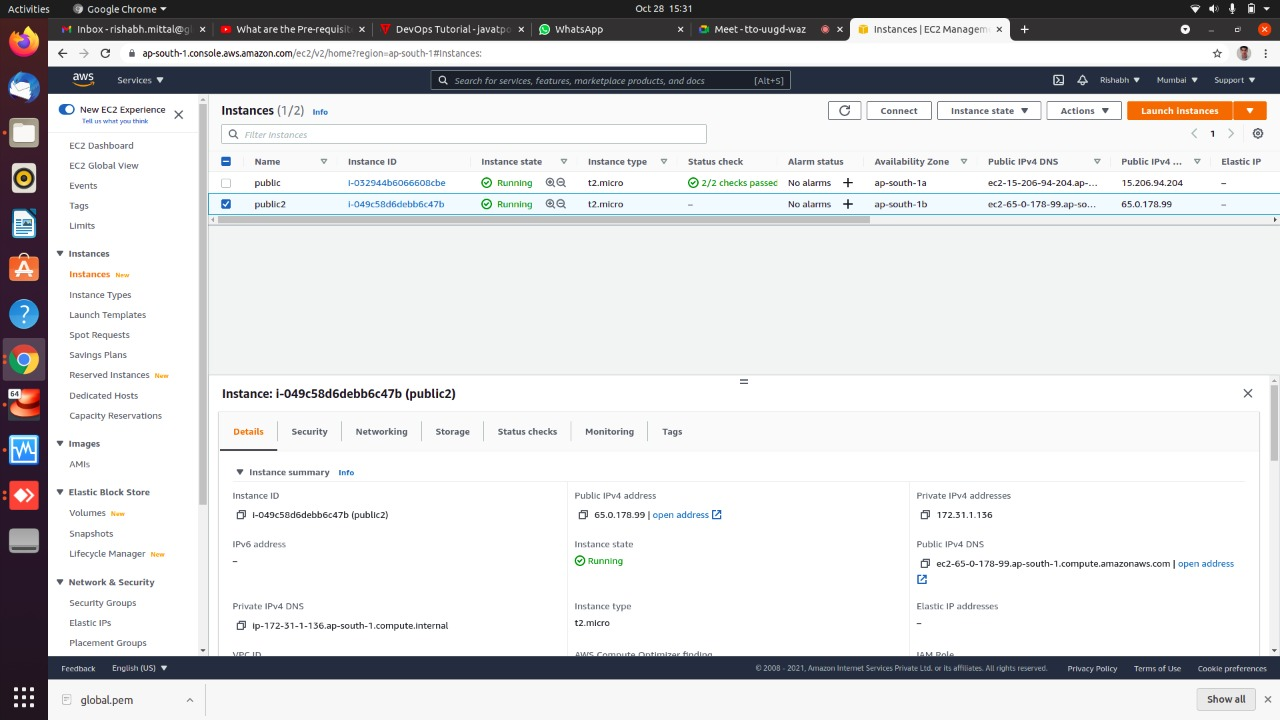 Activities Google Chrome Oct 28 15:31
Inbox - rishabh.mittal@gl What are the Pre-requisit DevOps Tutorial - javatpo WhatsApp Meet - tto-uugd-waz Instances | EC2 Managem
ap-south-1.console.aws.amazon.com/ec2/v2/home?region=ap-south-1#Instances:
aws Services Search for services, features, marketplace products, and docs [Alt+S] Rishabh Mumbai Support
New EC2 Experience
Tell us what you think
EC2 Dashboard
EC2 Global View
Events
Tags
Limits
Instances
Instances New
Instance Types
Launch Templates
Spot Requests
Savings Plans
Reserved Instances New
Dedicated Hosts
Capacity Reservations
Images
AMIs
Elastic Block Store
Volumes New
Snapshots
Lifecycle Manager New
Network & Security
Security Groups
Elastic IPs
Placement Groups
Instances (1/2) Info Connect Instance state Actions Launch instances
Filter instances 1
Name Instance ID Instance state Instance type Status check Alarm status Availability Zone Public IPv4 DNS Public IPv4 ... Elastic IP
public i-032944b6066608cbe Running t2.micro 2/2 checks passed No alarms + ap-south-1a ec2-15-206-94-204.ap-... 15.206.94.204 –
public2 i-049c58d6debb6c47b Running t2.micro – No alarms + ap-south-1b ec2-65-0-178-99.ap-so... 65.0.178.99 –
Instance: i-049c58d6debb6c47b (public2)
Details Security Networking Storage Status checks Monitoring Tags
Instance summary Info
Instance ID Public IPv4 address Private IPv4 addresses
i-049c58d6debb6c47b (public2) 65.0.178.99 | open address 172.31.1.136
IPv6 address Instance state Public IPv4 DNS
– Running ec2-65-0-178-99.ap-south-1.compute.amazonaws.com | open address
Private IPv4 DNS Instance type Elastic IP addresses
ip-172-31-1-136.ap-south-1.compute.internal t2.micro –
VPC ID AWS Compute Optimizer finding IAM Role
Feedback English (US) © 2008 - 2021, Amazon Internet Services Private Ltd. or its affiliates. All rights reserved. Privacy Policy Terms of Use Cookie preferences
global.pem Show all
64